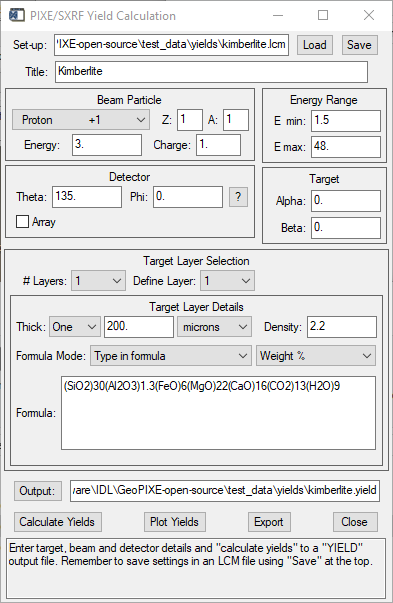 PIXE/SXRF Yield Calculation
Set-up: 'IXE-open-source\test_data\yields\kimberlite.lcm Load Save
Title: Kimberlite
Beam Particle
Proton +1 Z: 1 A: 1
Energy: 3. Charge: 1.
Energy Range
E min: 1.5
E max: 48.
Detector
Theta: 135. Phi: 0. ?
Array
Target
Alpha: 0.
Beta: 0.
Target Layer Selection
# Layers: 1 Define Layer: 1
Target Layer Details
Thick: One 200. microns Density: 2.2
Formula Mode: Type in formula Weight %
Formula: (SiO2)30(Al2O3)1.3(FeO)6(MgO)22(CaO)16(CO2)13(H2O)9
Output: ware\IDL\GeoPIXE-open-source\test_data\yields\kimberlite.yield
Calculate Yields Plot Yields Export Close
Enter target, beam and detector details and "calculate yields" to a "YIELD"
output file. Remember to save settings in an LCM file using "Save" at the top.